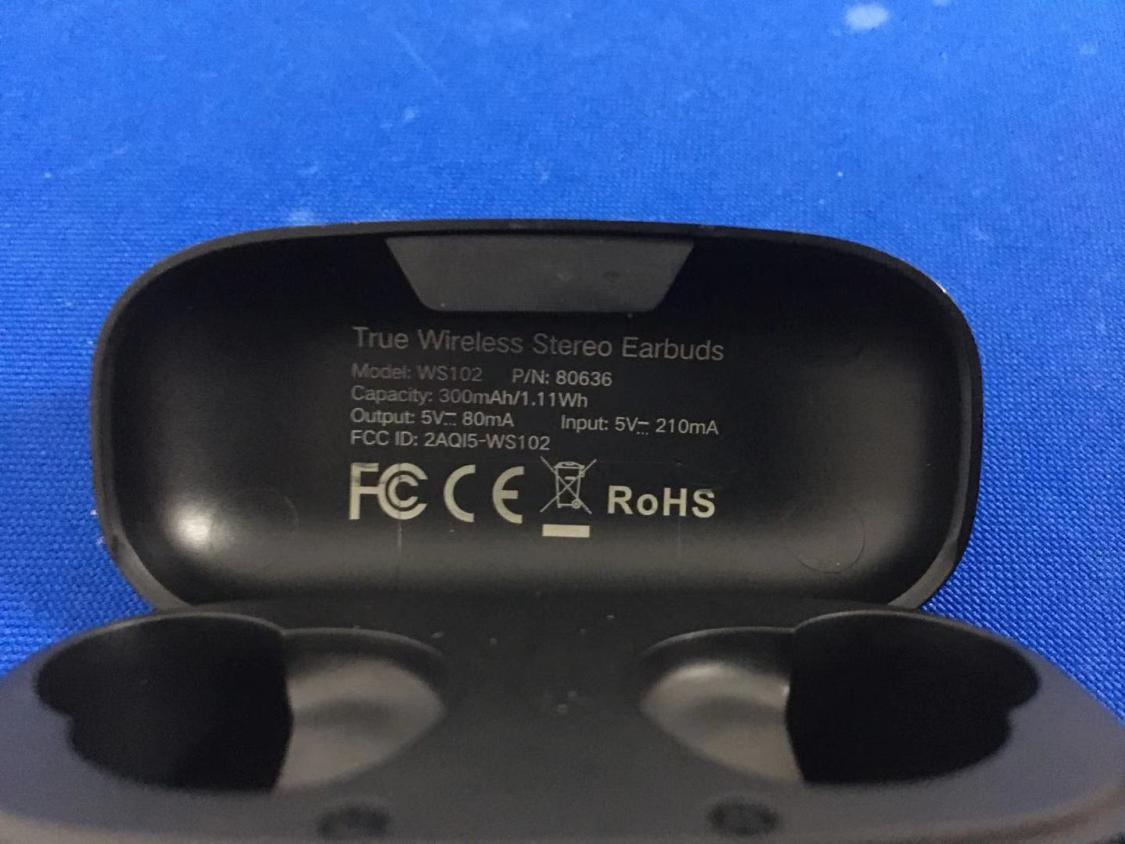 True Wireless Stereo Earbuds
Model: WS102 P/N: 80636
Capacity: 300mAh/1.11Wh
Output: 5V⎓ 80mA Input: 5V⎓ 210mA
FCC ID: 2AQI5-WS102
FC CE RoHS